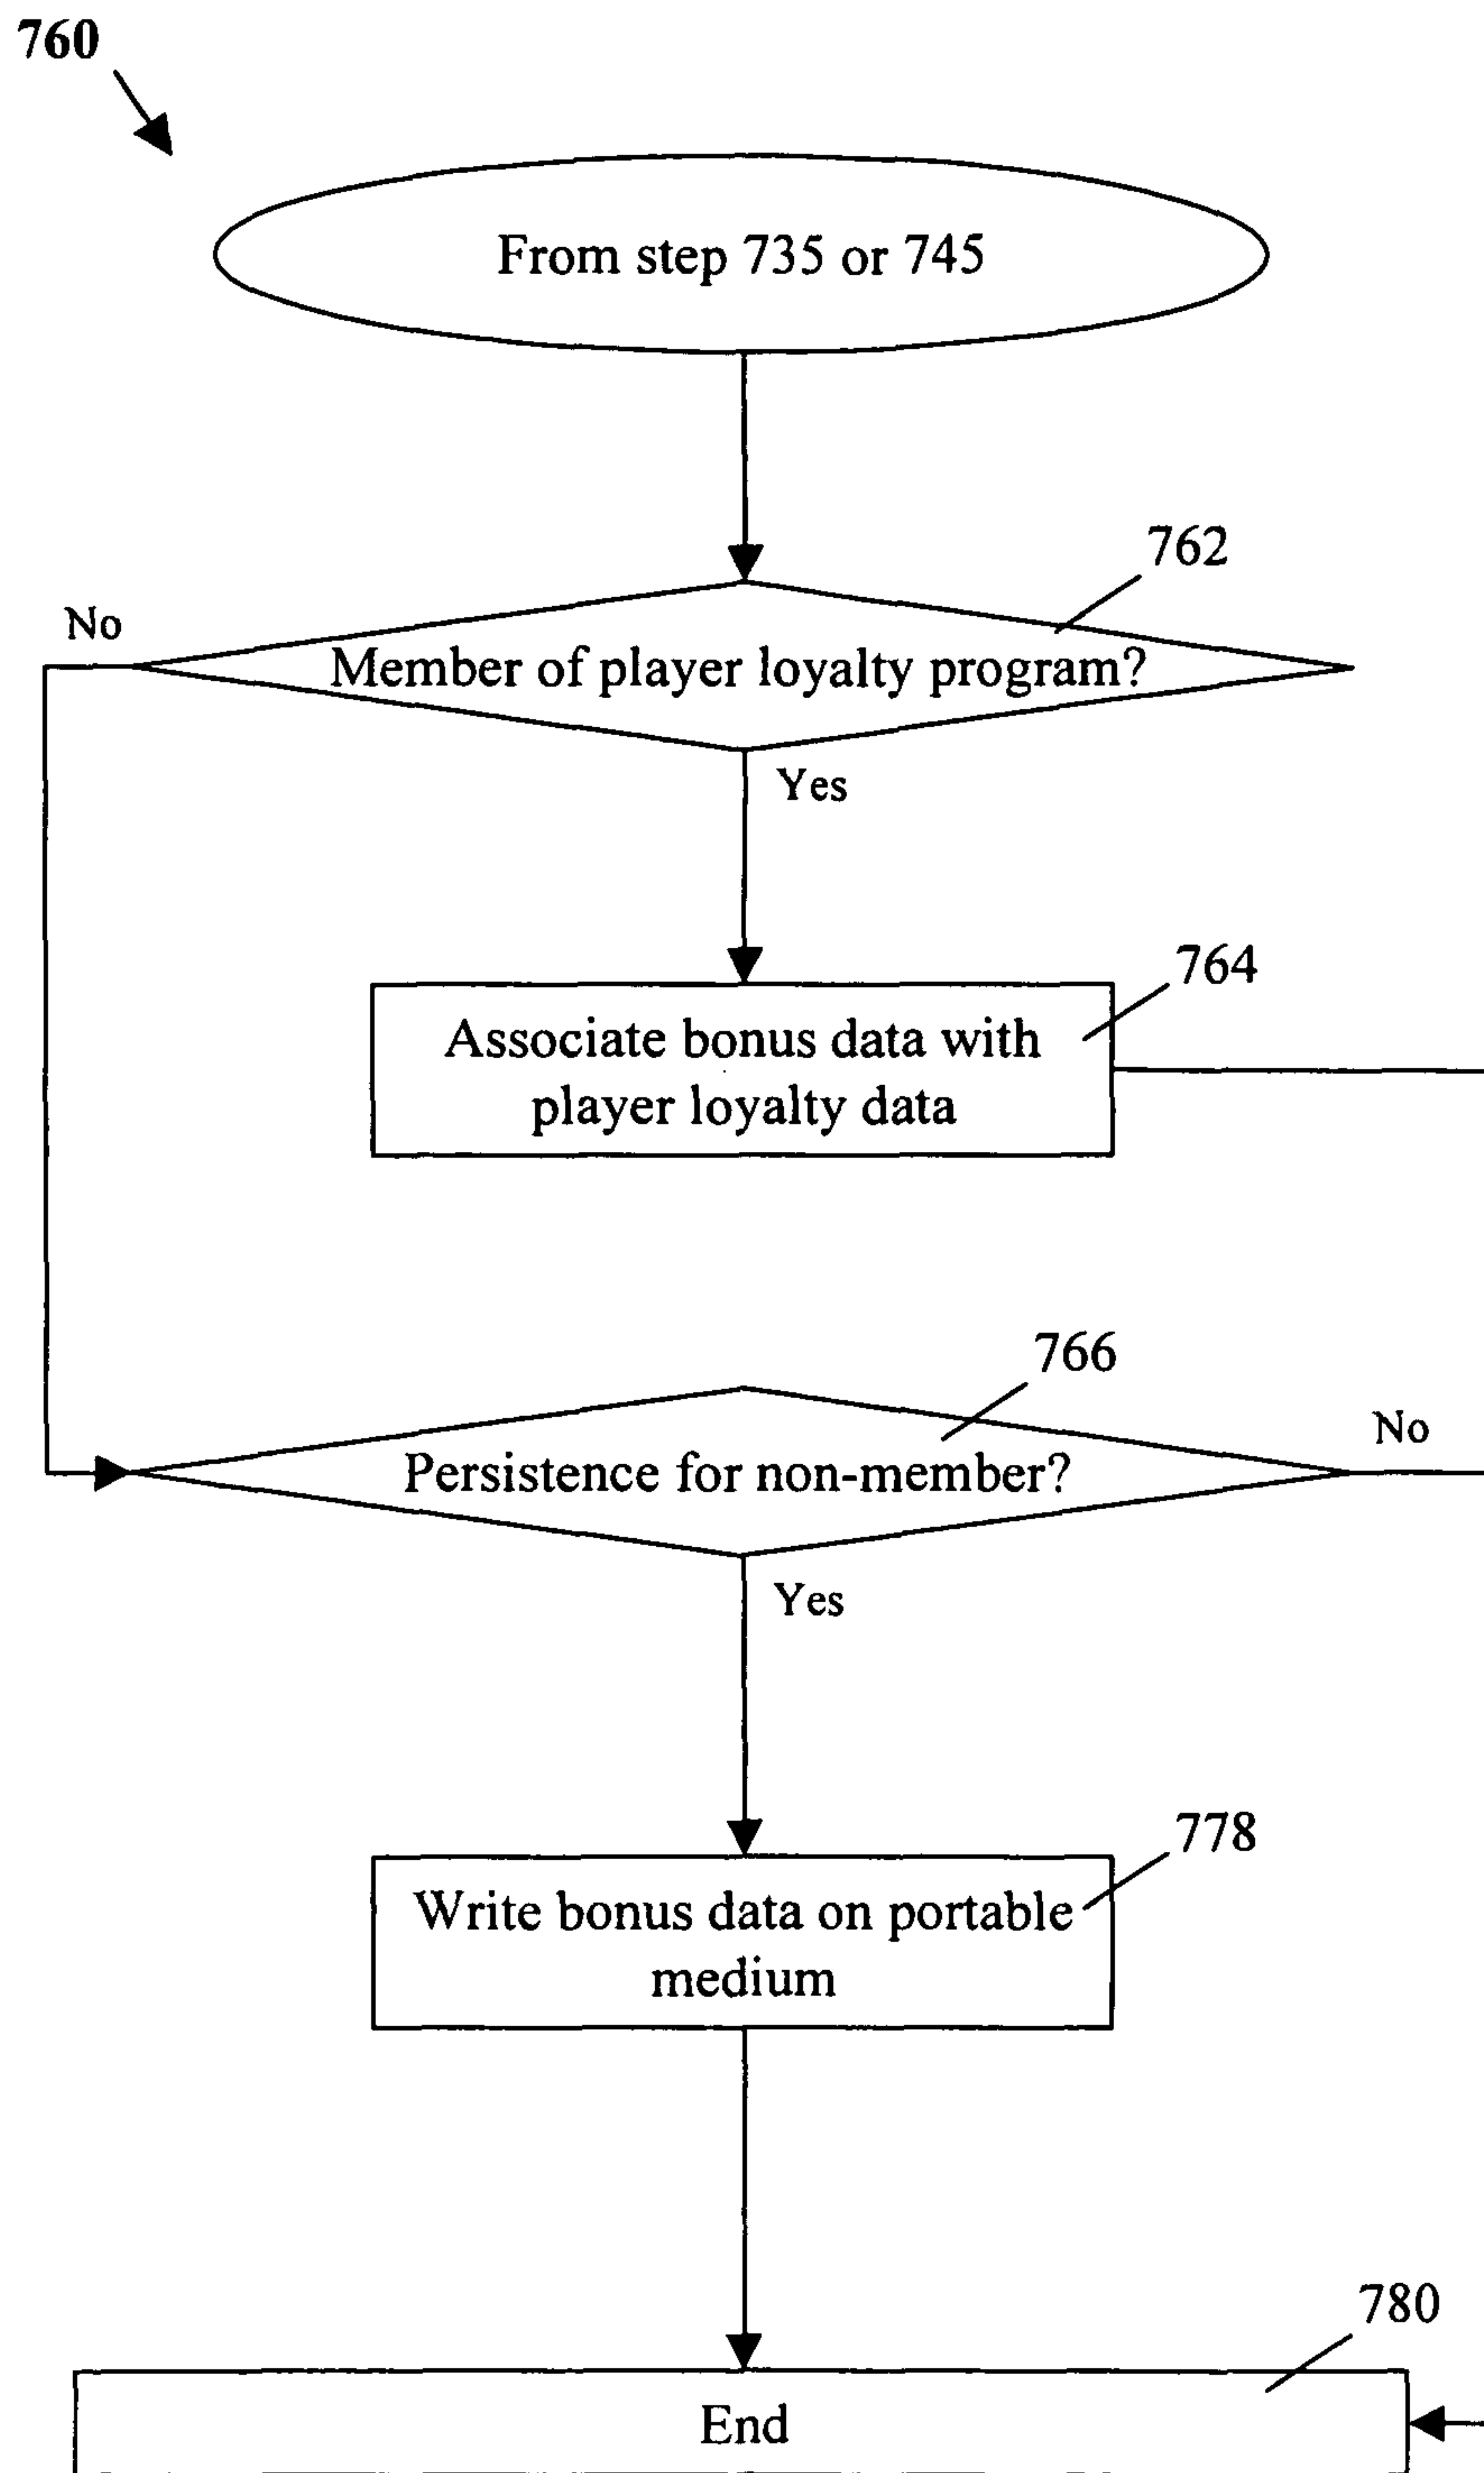 760
From step 735 or 745
762
No
Member of player loyalty program?
Yes
764
Associate bonus data with
player loyalty data
766
No
Persistence for non-member?
Yes
778
Write bonus data on portable
medium
780
End